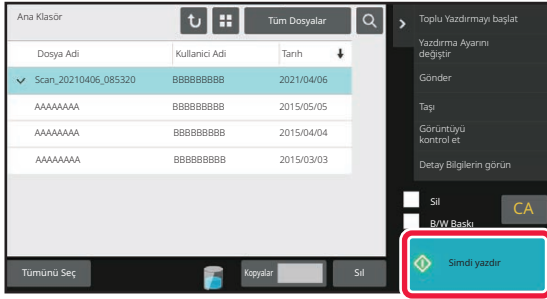 Ana Klasör
Tüm Dosyalar
Dosya Adi
Kullanici Adi
Tarıh
Scan_20210406_085320
BBBBBBBBB
2021/04/06
AAAAAAAA
BBBBBBBBB
2015/05/05
AAAAAAAA
BBBBBBBBB
2015/04/04
AAAAAAAA
BBBBBBBBB
2015/03/03
Tümünü Seç
Kopyalar
Sıl
Toplu Yazdırmayı başlat
Yazdırma Ayarını
değiştir
Gönder
Taşı
Görüntüyü
kontrol et
Detay Bilgilerin görün
Sil
B/W Baskı
CA
Simdi yazdır